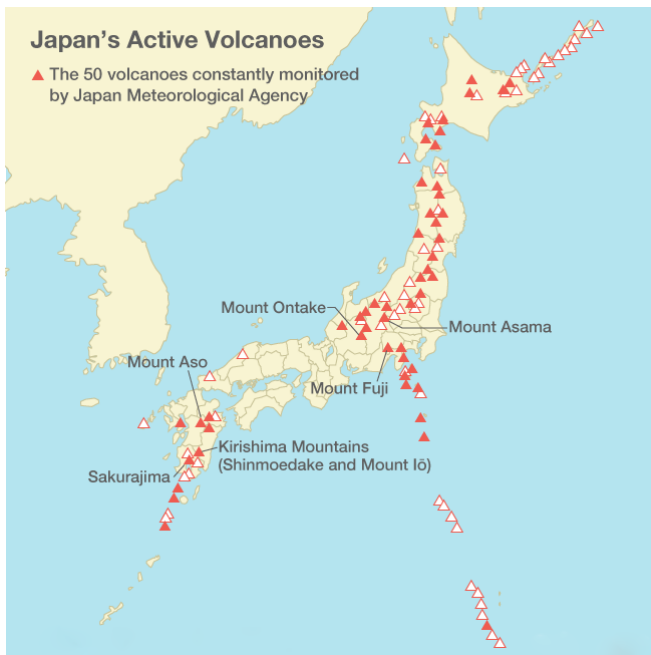 Japan's Active Volcanoes
The 50 volcanoes constantly monitored
by Japan Meteorological Agency
Mount Ontake
Mount Asama
Mount Aso
Mount Fuji
Kirishima Mountains
(Shinmoedake and Mount Iō)
Sakurajima